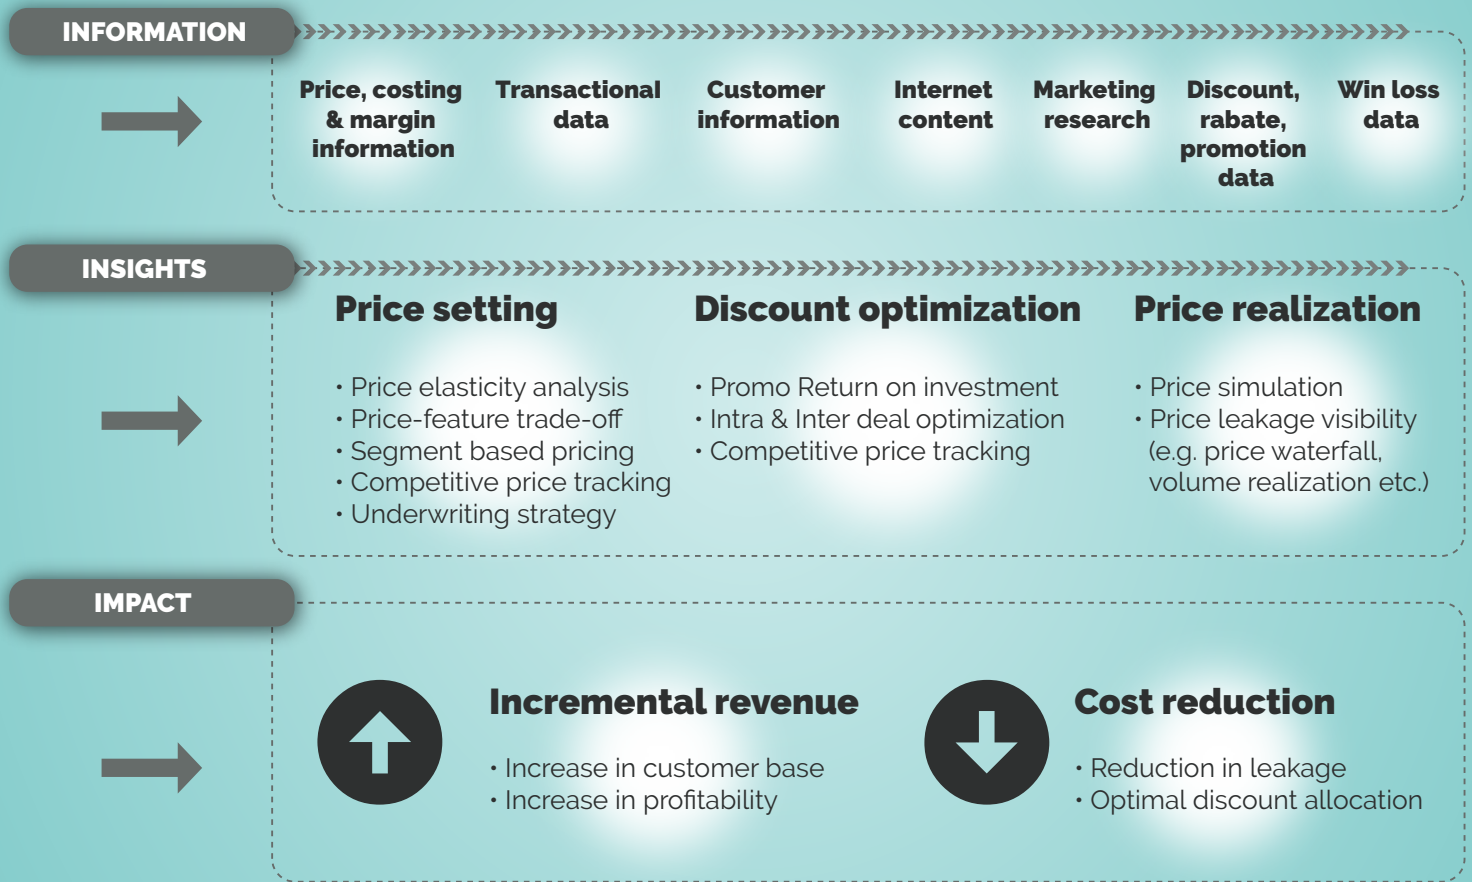 INFORMATION
Price, costing
& margin
information
Transactional
data
Customer
information
Internet
content
Marketing
research
Discount,
rabate,
promotion
data
Win loss
data
INSIGHTS
Price setting
• Price elasticity analysis
• Price-feature trade-off
• Segment based pricing
• Competitive price tracking
• Underwriting strategy
Discount optimization
• Promo Return on investment
• Intra & Inter deal optimization
• Competitive price tracking
Price realization
• Price simulation
• Price leakage visibility
(e.g. price waterfall,
volume realization etc.)
IMPACT
Incremental revenue
• Increase in customer base
• Increase in profitability
Cost reduction
• Reduction in leakage
• Optimal discount allocation